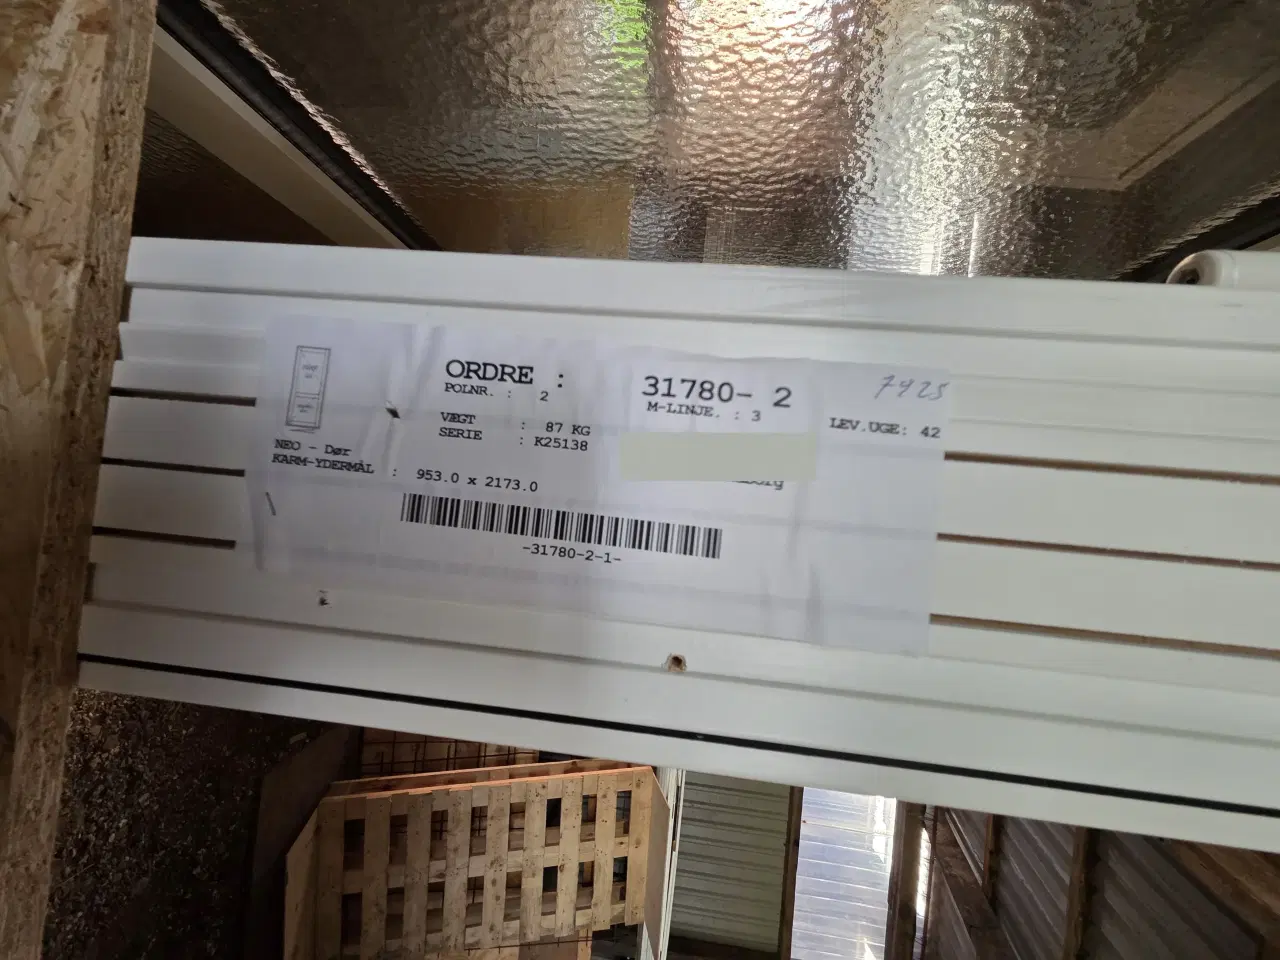 ORDRE : 31780- 2
POLNR. : 2 M-LINJE. : 3
VÆGT : 87 KG LEV.UGE: 42
SERIE : K25138
NEO - Dør
KARM-YDERMÅL : 953.0 x 2173.0
-31780-2-1-
7425